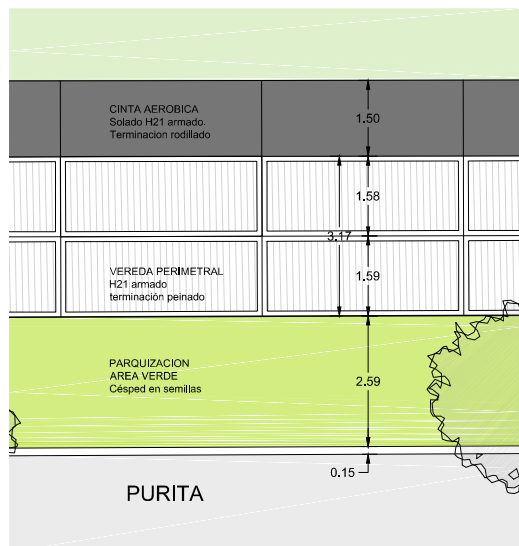 CINTA AEROBICA
Solado H21 armado.
Terminacion rodillado
1.50
1.58
3.17
1.59
VEREDA PERIMETRAL
H21 armado
terminación peinado
PARQUIZACION
AREA VERDE
Césped en semillas
2.59
0.15
PURITA